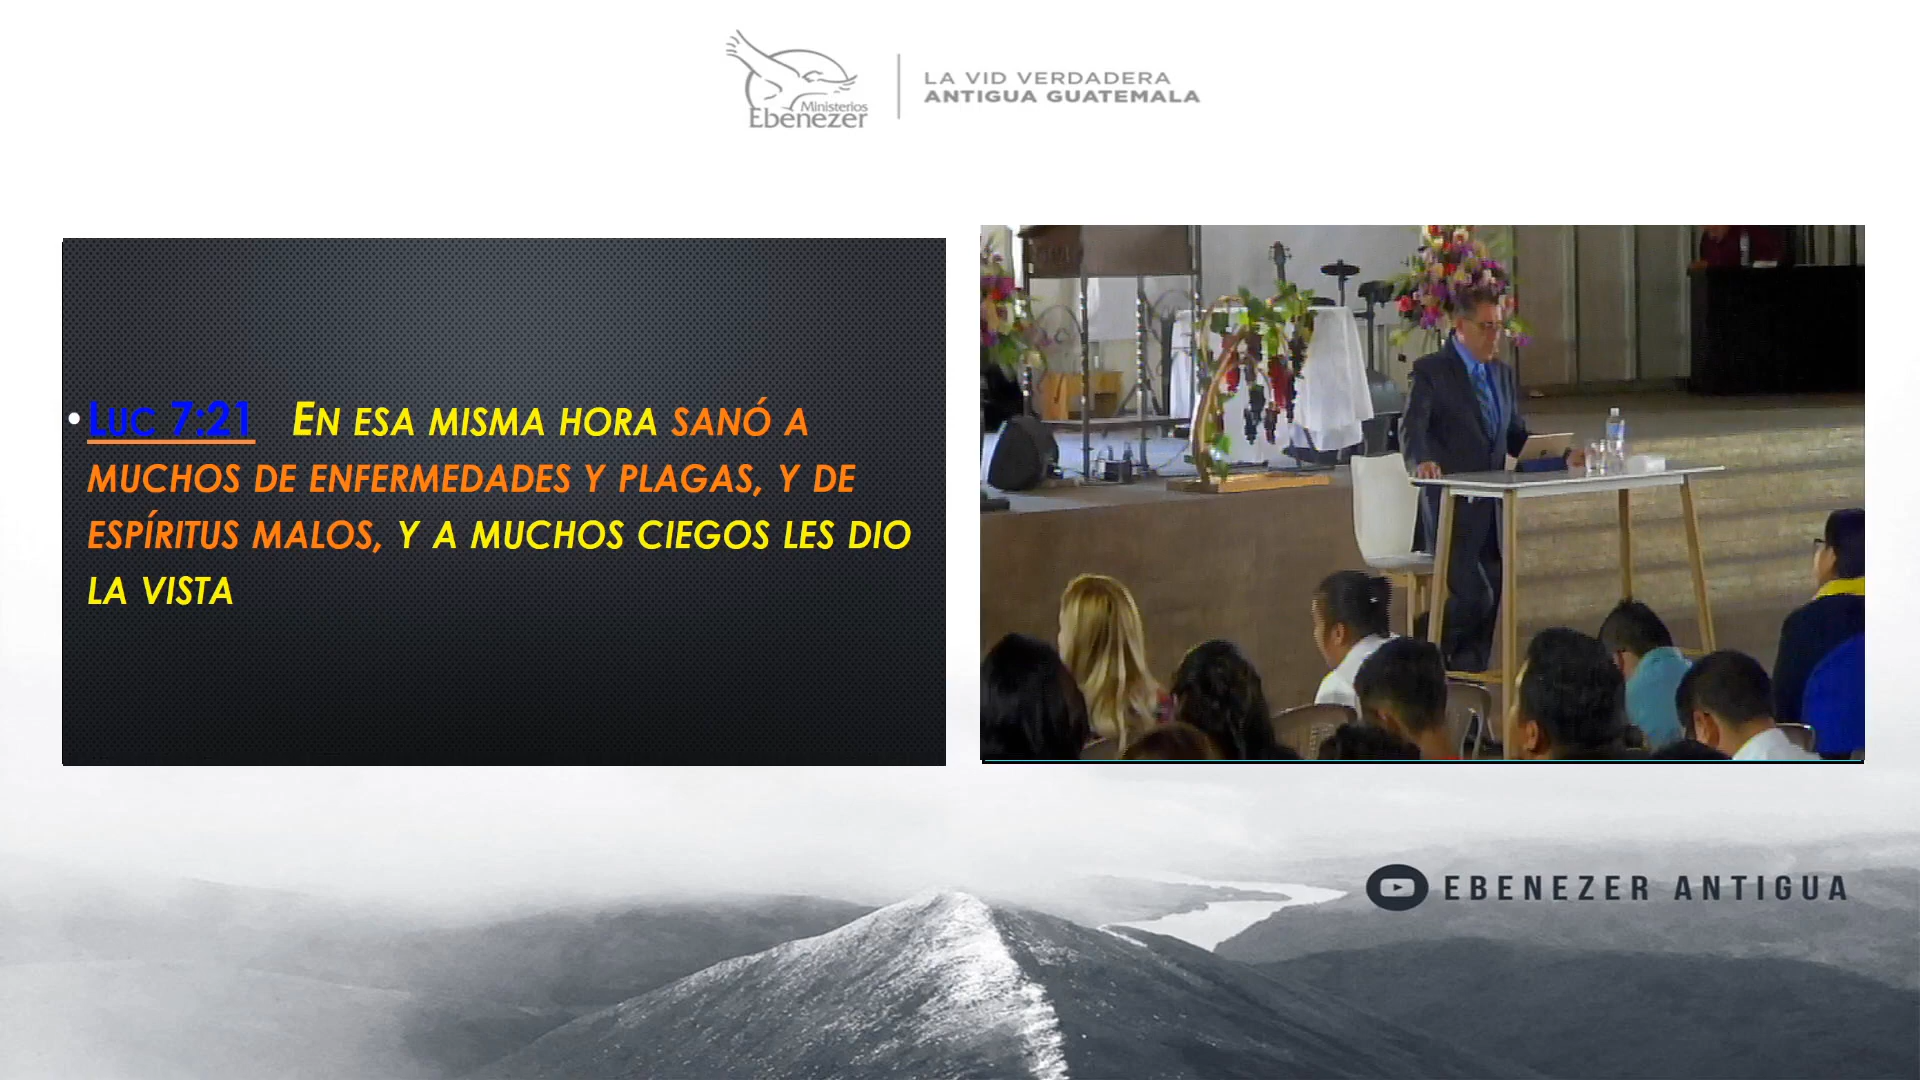 Ministerios
Ebenezer
LA VID VERDADERA
ANTIGUA GUATEMALA
• LUC 7:21 EN ESA MISMA HORA SANÓ A
MUCHOS DE ENFERMEDADES Y PLAGAS, Y DE
ESPÍRITUS MALOS, Y A MUCHOS CIEGOS LES DIO
LA VISTA
EBENEZER ANTIGUA